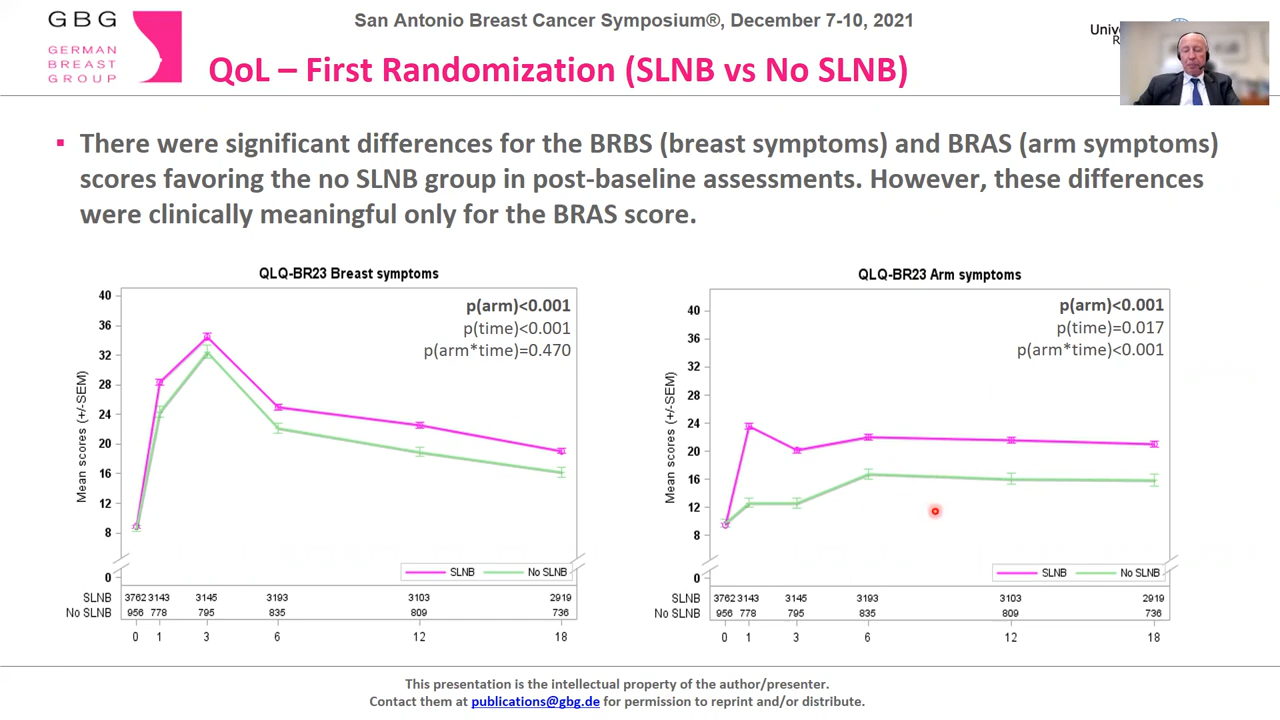 GBG
GERMAN
BREAST
GROUP
San Antonio Breast Cancer Symposium®, December 7-10, 2021
QoL – First Randomization (SLNB vs No SLNB)
▪ There were significant differences for the BRBS (breast symptoms) and BRAS (arm symptoms)
scores favoring the no SLNB group in post-baseline assessments. However, these differences
were clinically meaningful only for the BRAS score.
QLQ-BR23 Breast symptoms
p(arm)<0.001
p(time)<0.001
p(arm*time)=0.470
Mean scores (+/-SEM)
40
36
32
28
24
20
16
12
8
0
SLNB No SLNB
SLNB 3762 3143 3145 3193 3103 2919
No SLNB 956 778 795 835 809 736
0 1 3 6 12 18
QLQ-BR23 Arm symptoms
p(arm)<0.001
p(time)=0.017
p(arm*time)<0.001
Mean scores (+/-SEM)
40
36
32
28
24
20
16
12
8
0
SLNB No SLNB
SLNB 3762 3143 3145 3193 3103 2919
No SLNB 956 778 795 835 809 736
0 1 3 6 12 18
This presentation is the intellectual property of the author/presenter.
Contact them at publications@gbg.de for permission to reprint and/or distribute.